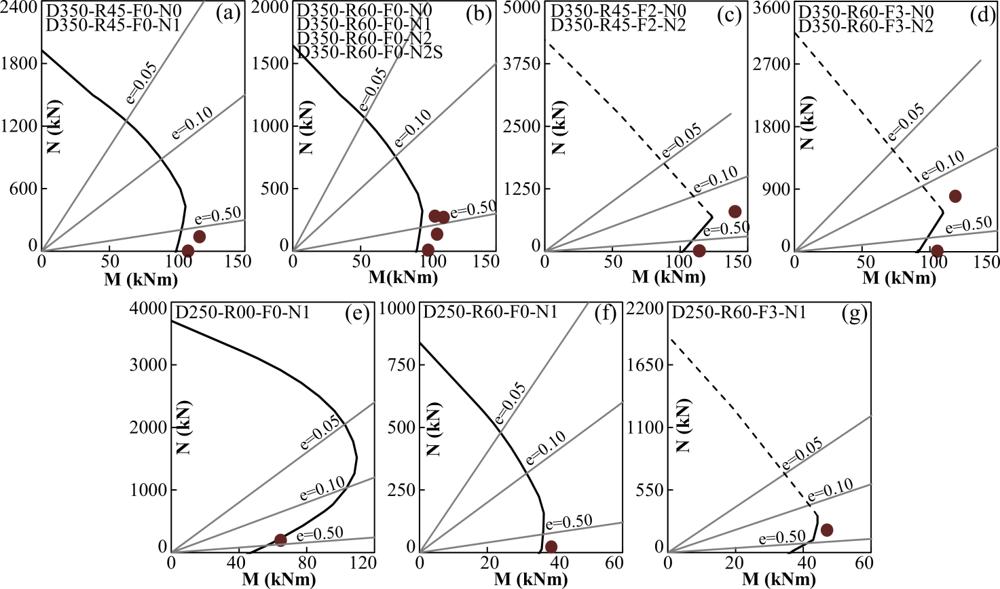 2400
D350-R45-F0-N0
D350-R45-F0-N1
(a)
1800
1200
600
0
N (kN)
e=0.05
e=0.10
e=0.50
0 50 100 150
M (kNm)
2000
D350-R60-F0-N0
D350-R60-F0-N1
D350-R60-F0-N2
D350-R60-F0-N2S
(b)
1500
1000
500
0
N (kN)
e=0.05
e=0.10
e=0.50
0 50 100 150
M(kNm)
5000
D350-R45-F2-N0
D350-R45-F2-N2
(c)
3750
2500
1250
0
N (kN)
e=0.05
e=0.10
e=0.50
0 50 100 150
M (kNm)
3600
D350-R60-F3-N0
D350-R60-F3-N2
(d)
2700
1800
900
0
N (kN)
e=0.05
e=0.10
e=0.50
0 50 100 150
M (kNm)
4000
D250-R00-F0-N1
(e)
3000
2000
1000
0
N (kN)
e=0.05
e=0.10
e=0.50
0 40 80 120
M (kNm)
1000
D250-R60-F0-N1
(f)
750
500
250
0
N (kN)
e=0.05
e=0.10
e=0.50
0 20 40 60
M (kNm)
2200
D250-R60-F3-N1
(g)
1650
1100
550
0
N (kN)
e=0.05
e=0.10
e=0.50
0 20 40 60
M (kNm)